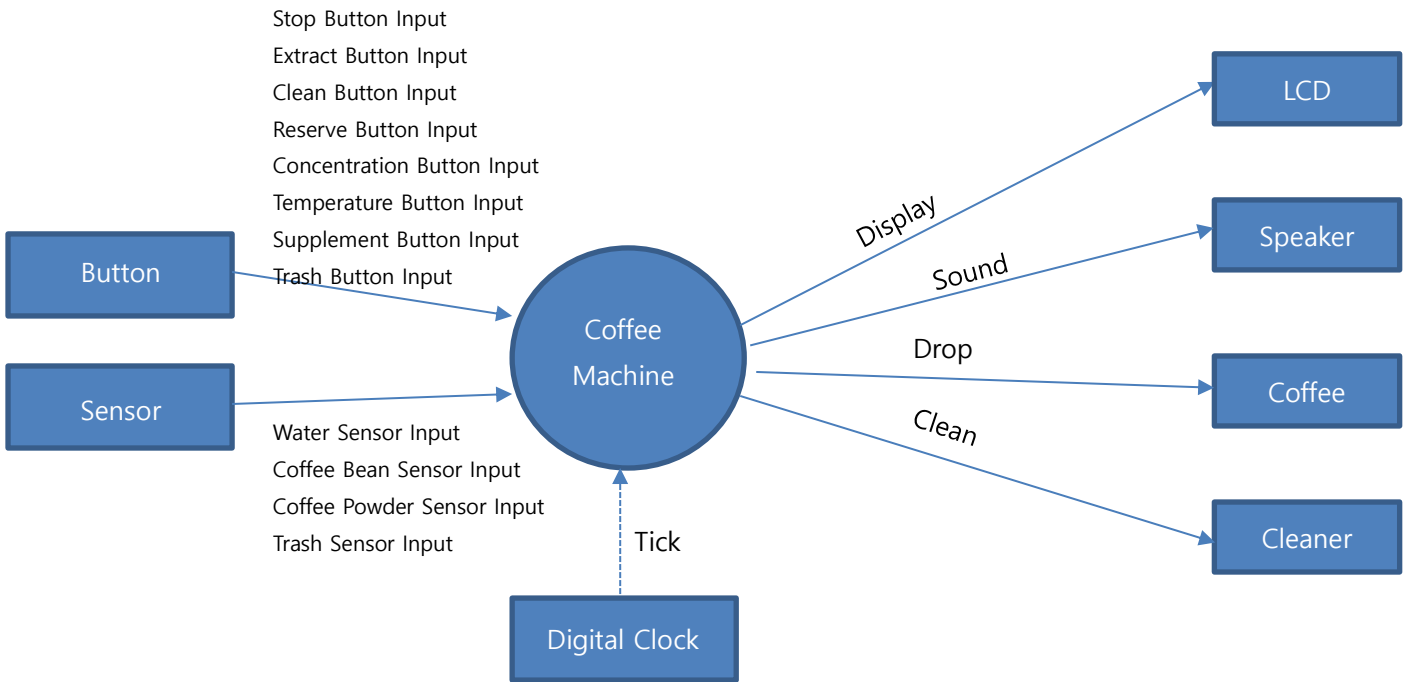 Stop Button Input
Extract Button Input
Clean Button Input
Reserve Button Input
Concentration Button Input
Temperature Button Input
Supplement Button Input
Trash Button Input
Button
Sensor
Water Sensor Input
Coffee Bean Sensor Input
Coffee Powder Sensor Input
Trash Sensor Input
Coffee
Machine
Tick
Digital Clock
Display
Sound
Drop
Clean
LCD
Speaker
Coffee
Cleaner